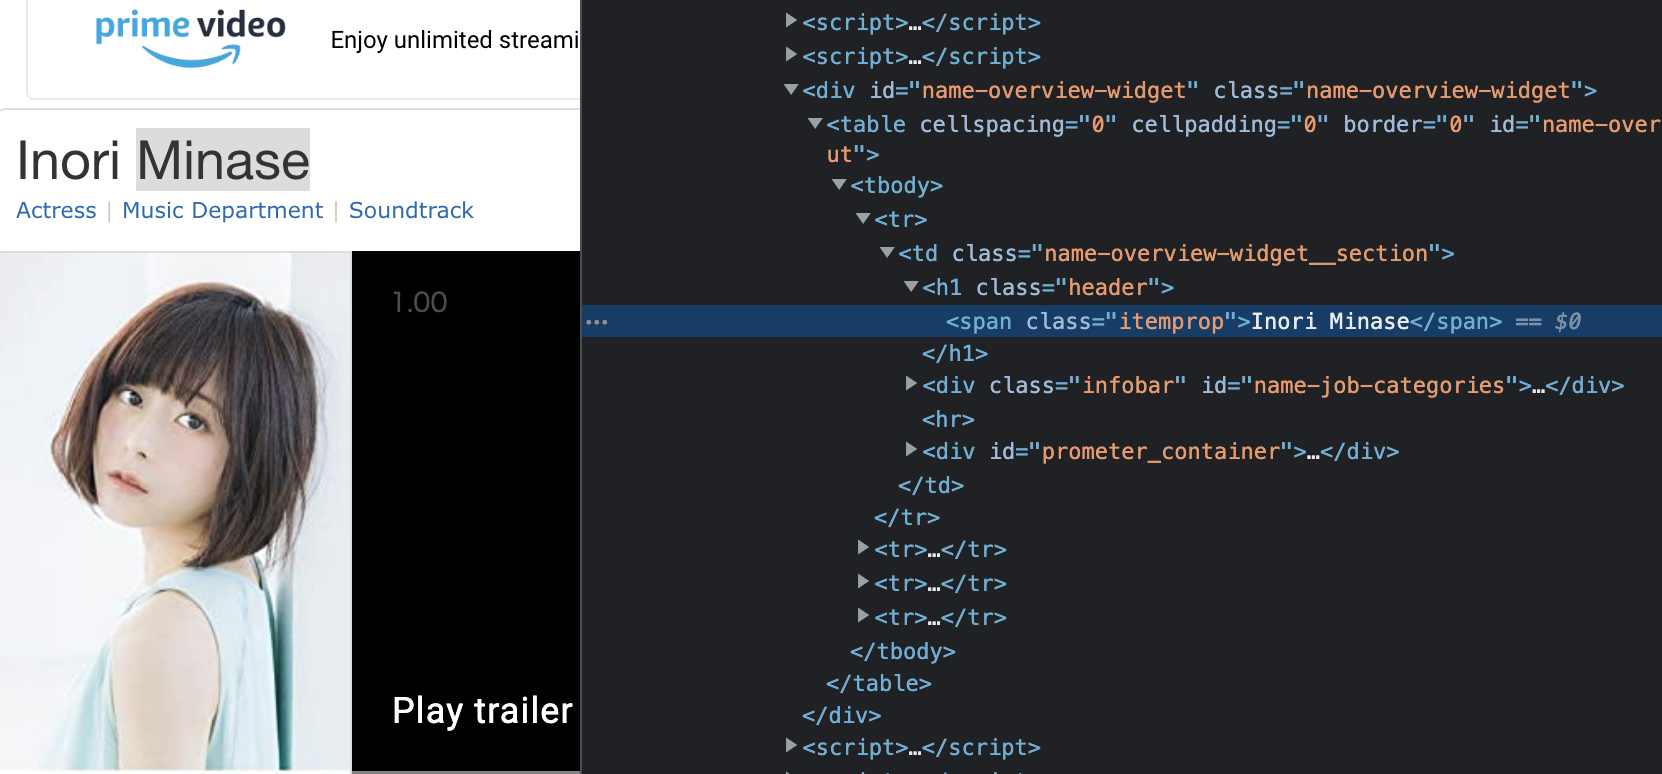 prime video
Enjoy unlimited streami
Inori Minase
Actress | Music Department | Soundtrack
1.00
Play trailer
<script>…</script>
<script>…</script>
<div id="name-overview-widget" class="name-overview-widget">
<table cellspacing="0" cellpadding="0" border="0" id="name-over
ut">
<tbody>
<tr>
<td class="name-overview-widget__section">
<h1 class="header">
<span class="itemprop">Inori Minase</span> == $0
</h1>
<div class="infobar" id="name-job-categories">…</div>
<hr>
<div id="prometer_container">…</div>
</td>
</tr>
<tr>…</tr>
<tr>…</tr>
<tr>…</tr>
</tbody>
</table>
</div>
<script>…</script>